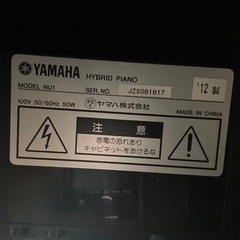 YAMAHA HYBRID PIANO
MODEL NU1 SER NO. JZS081017 '12 製
100V 50/60Hz 50W ヤマハ株式会社 MADE IN CHINA
注 意
感電の恐れあり
キャビネットをあけるな